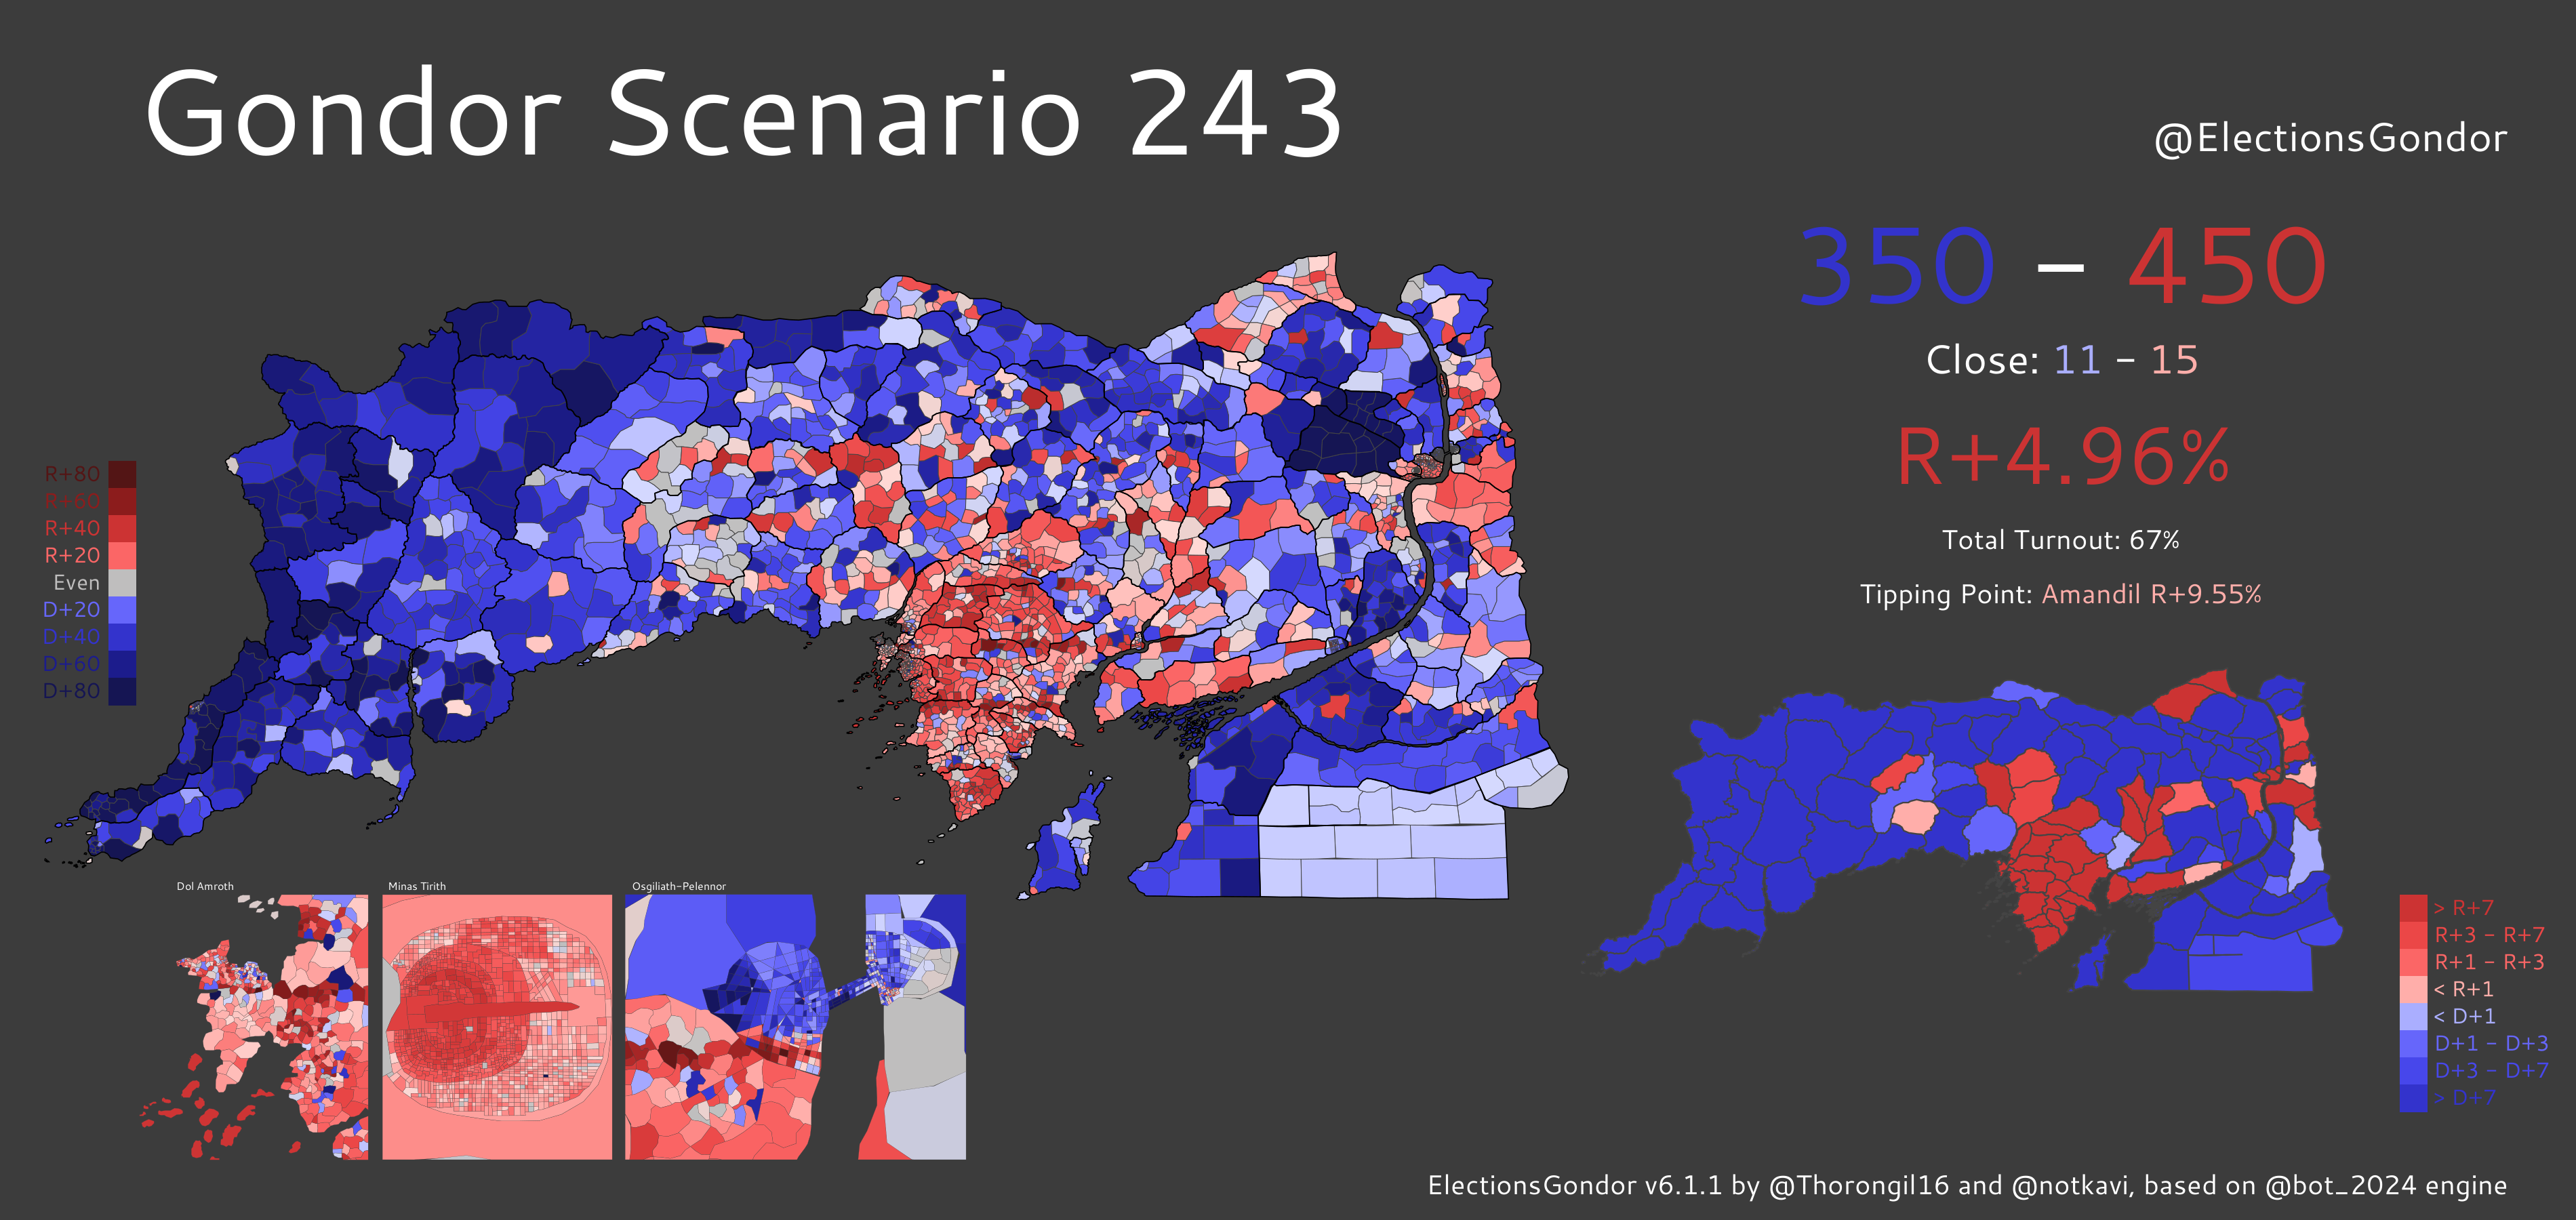 Gondor Scenario 243
@ElectionsGondor
350 – 450
Close: 11 – 15
R+4.96%
Total Turnout: 67%
Tipping Point: Amandil R+9.55%
R+80
R+60
R+40
R+20
Even
D+20
D+40
D+60
D+80
Dol Amroth
Minas Tirith
Osgiliath-Pelennor
> R+7
R+3 – R+7
R+1 – R+3
< R+1
< D+1
D+1 – D+3
D+3 – D+7
> D+7
ElectionsGondor v6.1.1 by @Thorongil16 and @notkavi, based on @bot_2024 engine